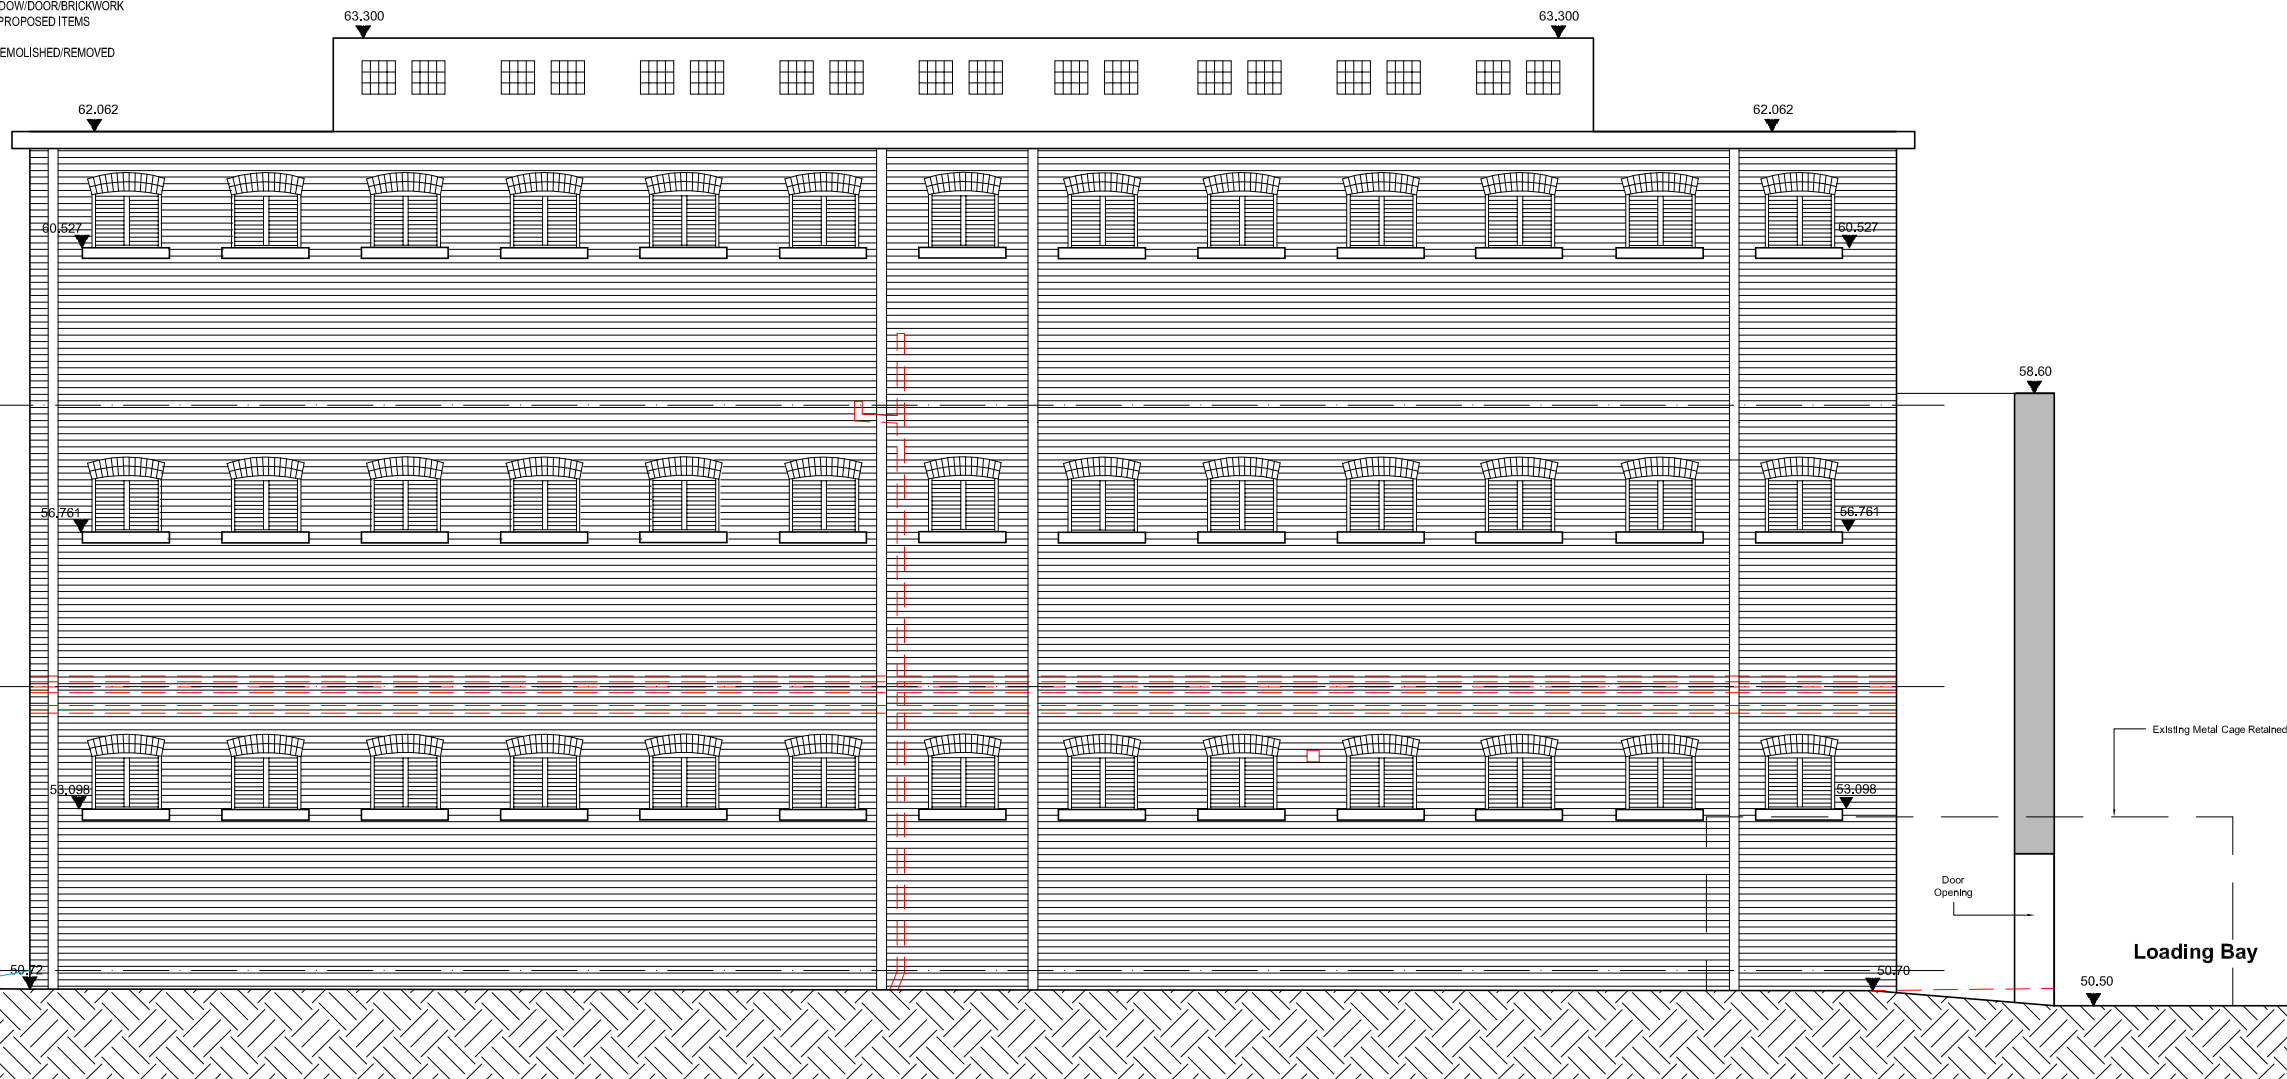 DOW/DOOR/BRICKWORK
PROPOSED ITEMS
EMOLISHED/REMOVED
63.300
63.300
62.062
62.062
60.527
60.527
58.60
56.761
56.761
Existing Metal Cage Retained
53.098
53.098
Door
Opening
Loading Bay
50.72
50.70
50.50